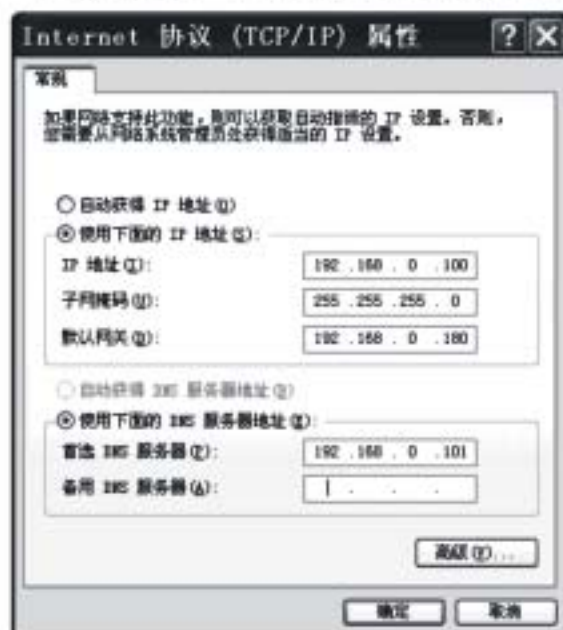 Internet 协议 (TCP/IP) 属性
常规
如果网络支持此功能，则可以获取自动指派的 IP 设置。否则，
您需要从网络系统管理员处获得适当的 IP 设置。
自动获得 IP 地址(O)
使用下面的 IP 地址(S):
IP 地址(I): 192 .168 . 0 .100
子网掩码(U): 255 .255 .255 . 0
默认网关(D): 192 .168 . 0 .180
自动获得 DNS 服务器地址(B)
使用下面的 DNS 服务器地址(E):
首选 DNS 服务器(P): 192 .168 . 0 .101
备用 DNS 服务器(A): . . .
高级(V)...
确定 取消